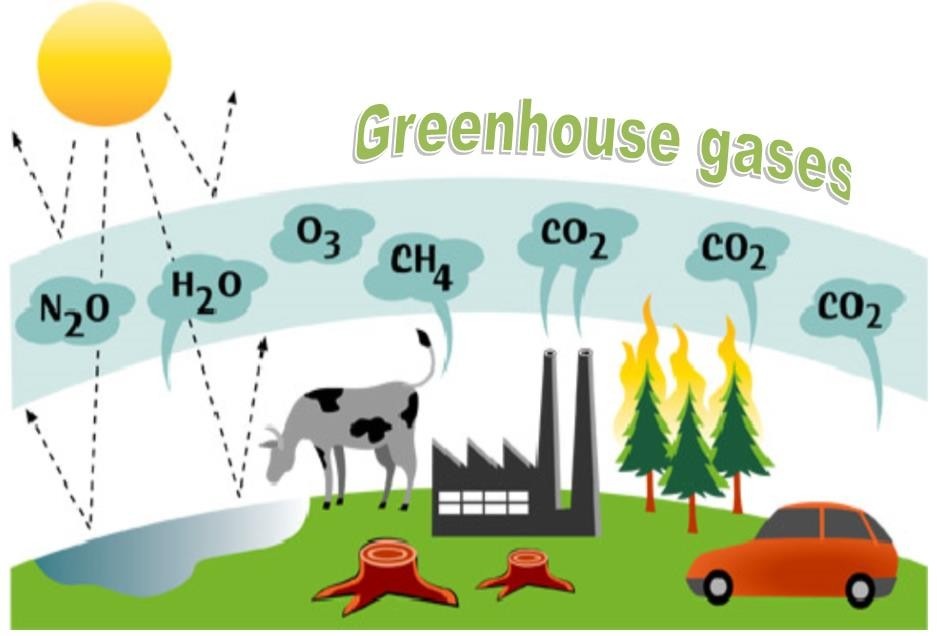 Greenhouse gases
N₂O
H₂O
O₃
CH₄
CO₂
CO₂
CO₂